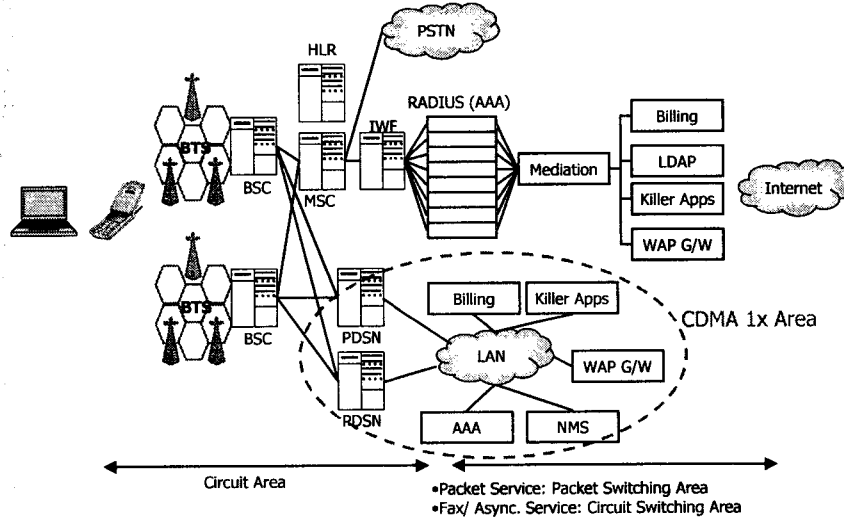 PSTN
HLR
RADIUS (AAA)
IWF
Billing
BTS
Mediation
LDAP
Internet
BSC
MSC
Killer Apps
WAP G/W
Billing
Killer Apps
CDMA 1x Area
BTS
BSC
PDSN
LAN
WAP G/W
PDSN
AAA
NMS
Circuit Area
•Packet Service: Packet Switching Area
•Fax/ Async. Service: Circuit Switching Area